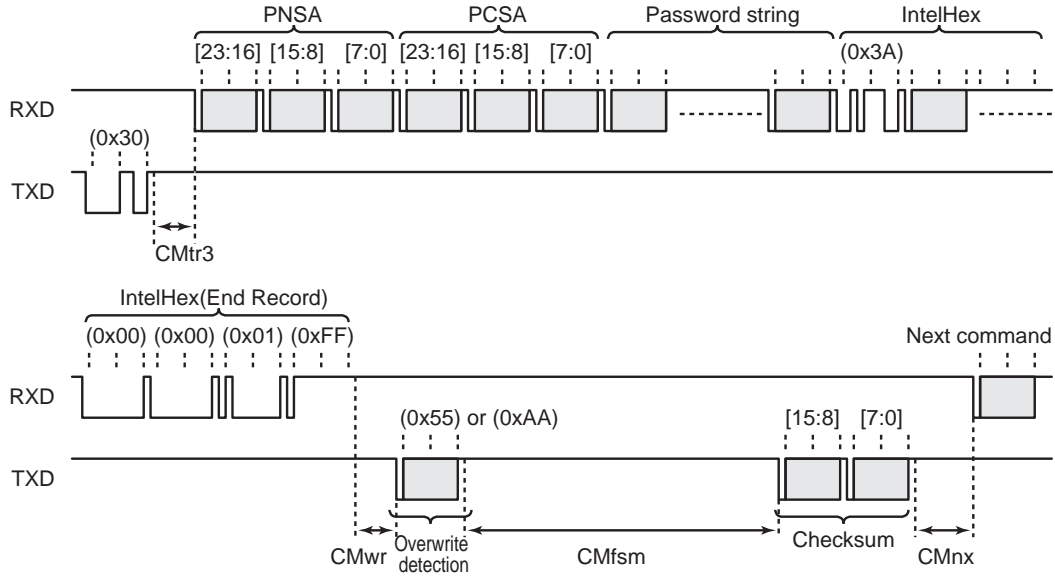 PNSA PCSA Password string IntelHex
[23:16] [15:8] [7:0] [23:16] [15:8] [7:0] (0x3A)
RXD
(0x30)
TXD
CMtr3
IntelHex(End Record)
(0x00) (0x00) (0x01) (0xFF) Next command
RXD
(0x55) or (0xAA) [15:8] [7:0]
TXD
CMwr Overwrite detection CMfsm Checksum CMnx